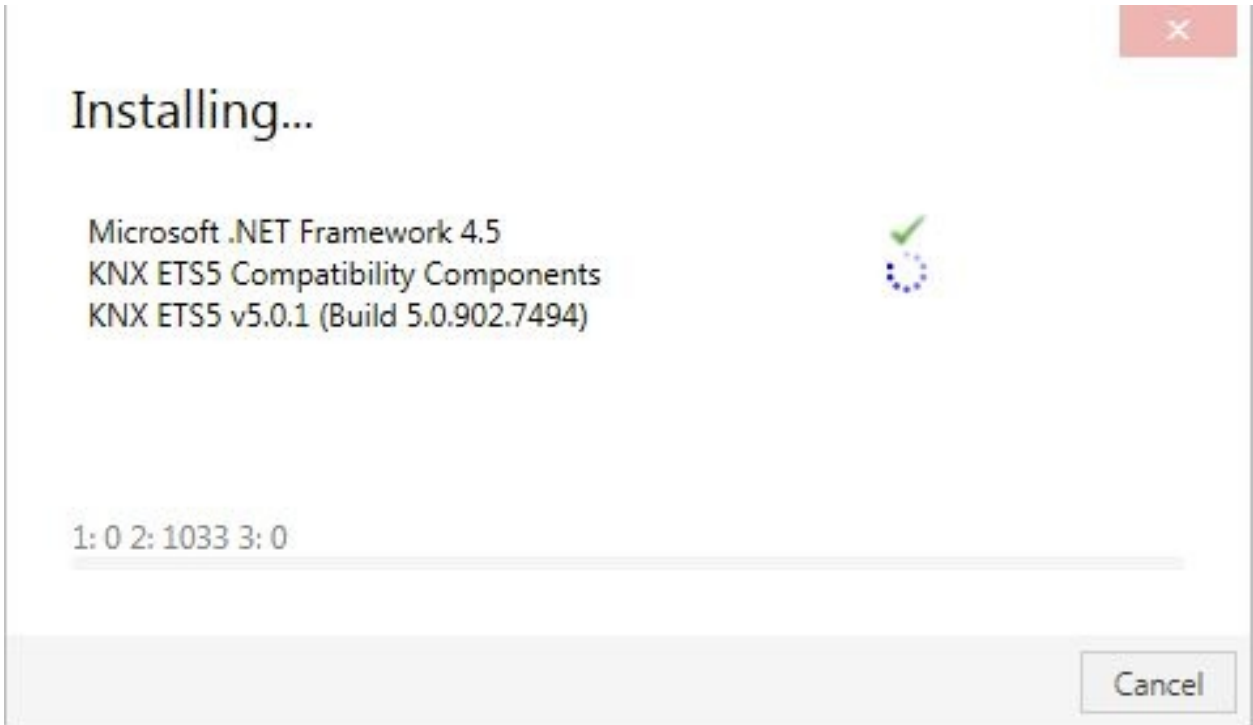 Installing...
Microsoft .NET Framework 4.5
KNX ETS5 Compatibility Components
KNX ETS5 v5.0.1 (Build 5.0.902.7494)
1: 0 2: 1033 3: 0
Cancel